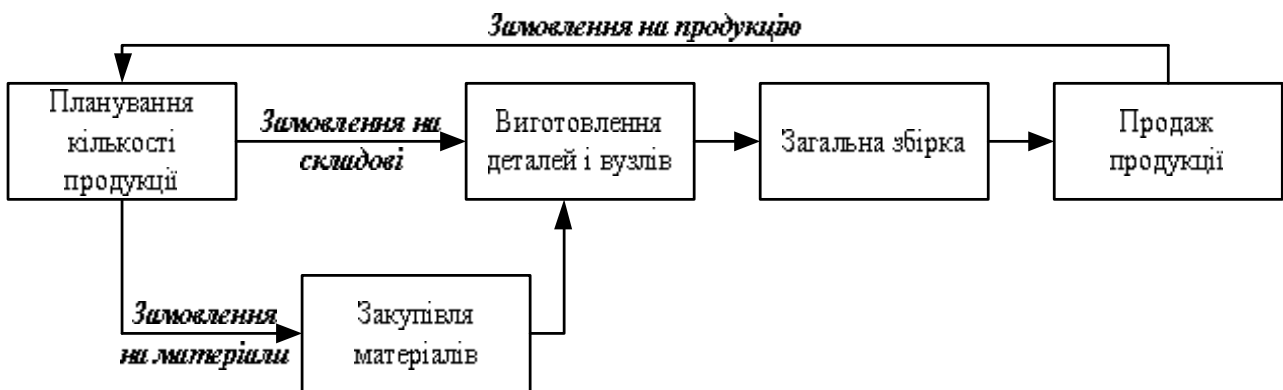 Замовлення на продукцію
Планування
кількості
продукції
Замовлення на
складові
Виготовлення
деталей і вузлів
Загальна збірка
Продаж
продукції
Замовлення
на матеріали
Закупівля
матеріалів